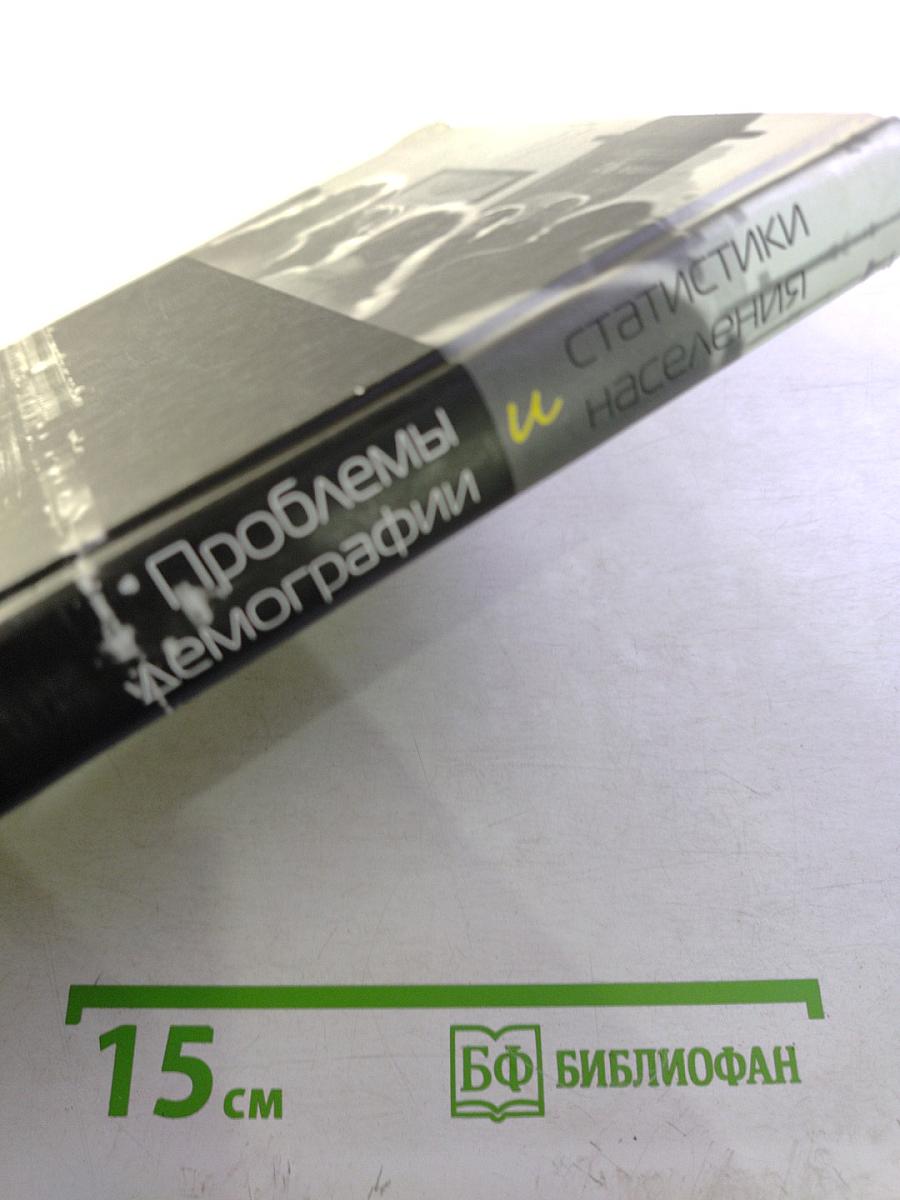 Проблемы
демографии
и
статистики
населения
15 см
БФ БИБЛИОФАН